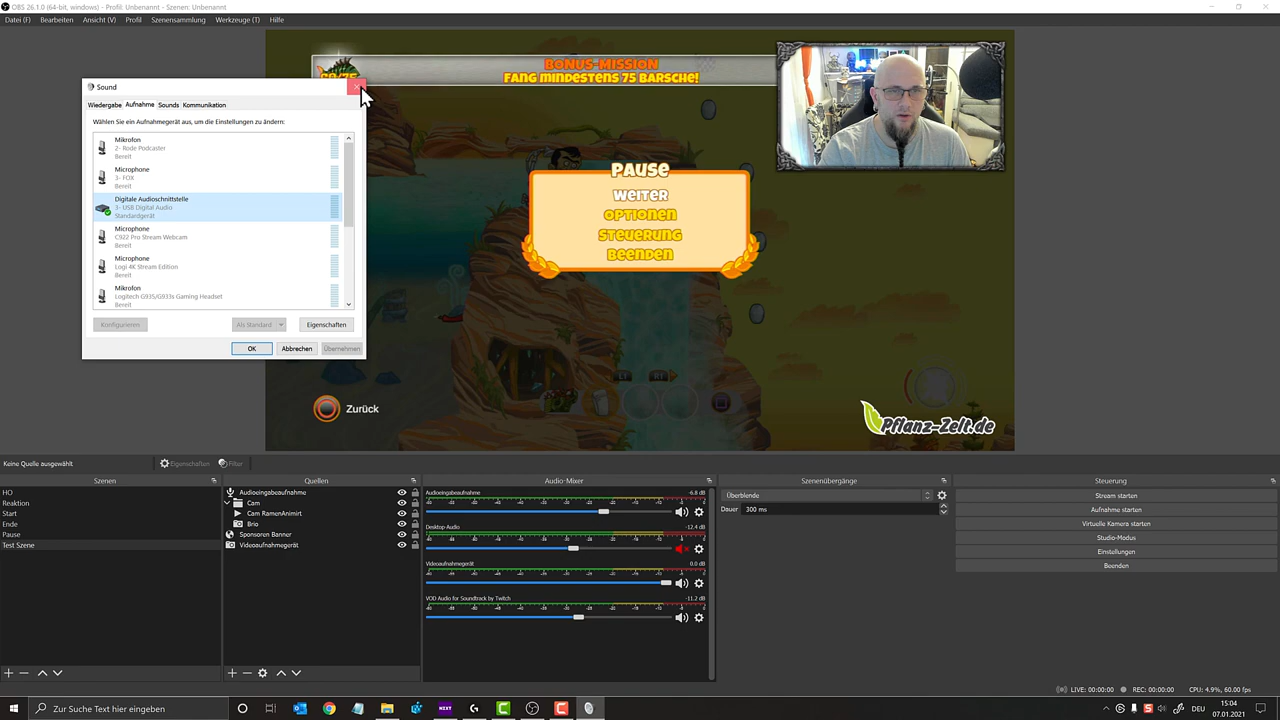 OBS 26.1.0 (64-bit, windows) - Profil: Unbenannt - Szenen: Unbenannt
Datei (F) Bearbeiten Ansicht (V) Profil Szenensammlung Werkzeuge (T) Hilfe
BONUS-MISSION
FANG MINDESTENS 75 BARSCHE!
Sound
Wiedergabe Aufnahme Sounds Kommunikation
Wählen Sie ein Aufnahmegerät aus, um die Einstellungen zu ändern:
Mikrofon
2- Rode Podcaster
Bereit
Microphone
3- FOX
Bereit
Digitale Audioschnittstelle
3- USB Digital Audio
Standardgerät
Microphone
C922 Pro Stream Webcam
Bereit
Microphone
Logi 4K Stream Edition
Bereit
Mikrofon
Logitech G935/G933s Gaming Headset
Bereit
Konfigurieren Als Standard Eigenschaften
OK Abbrechen Übernehmen
PAUSE
WEITER
OPTIONEN
STEUERUNG
BEENDEN
LT RT
Zurück
Pflanz-Zelt.de
Keine Quelle ausgewählt Eigenschaften Filter
Szenen
HO
Reaktion
Start
Ende
Pause
Test Szene
Quellen
Audioeingabeaufnahme
Cam
Cam RamenAnimirt
Brio
Sponsoren Banner
Videoaufnahmegerät
Audio-Mixer
Audioeingabeaufnahme -6.8 dB
Desktop-Audio -12.4 dB
Videoaufnahmegerät 0.0 dB
VOD Audio for Soundtrack by Twitch -11.2 dB
Szenenübergänge
Überblende
Dauer 300 ms
Steuerung
Stream starten
Aufnahme starten
Virtuelle Kamera starten
Studio-Modus
Einstellungen
Beenden
LIVE: 00:00:00 REC: 00:00:00 CPU: 4.9%, 60.00 fps
Zur Suche Text hier eingeben
NZXT
DEU
15:04
07.01.2021